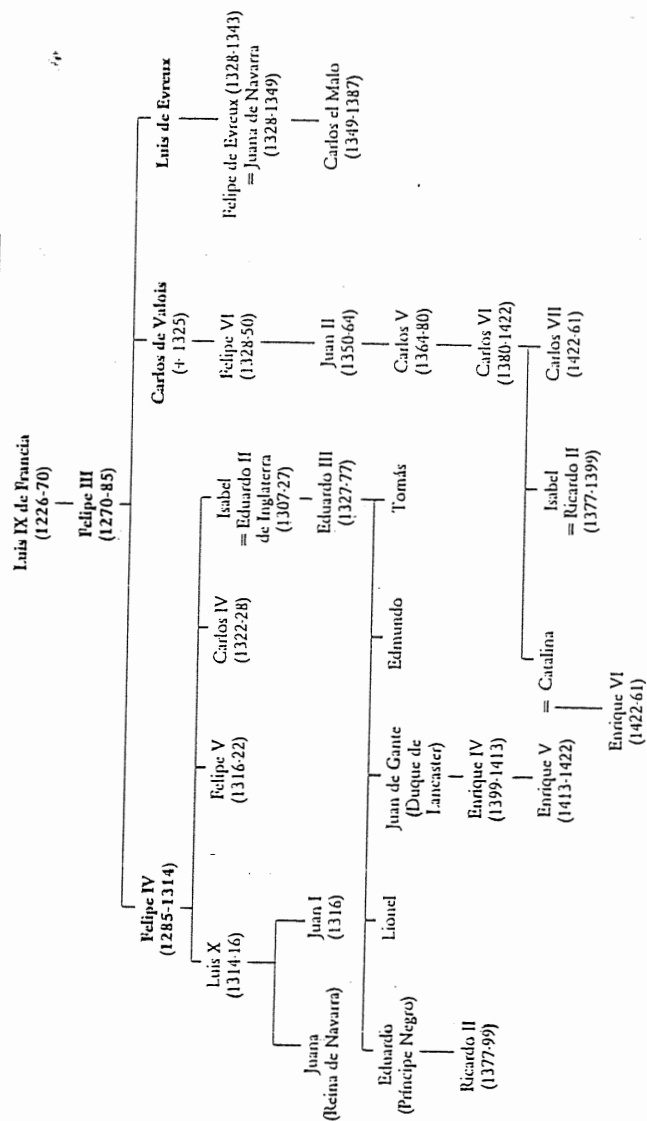 Luis IX de Francia
(1226-70)
Felipe III
(1270-85)
Felipe IV
(1285-1314)
Carlos de Valois
(+ 1325)
Luis de Evreux
Luis X
(1314-16)
Felipe V
(1316-22)
Carlos IV
(1322-28)
Isabel
= Eduardo II
de Inglaterra
(1307-27)
Felipe VI
(1328-50)
Felipe de Evreux (1328-1343)
= Juana de Navarra
(1328-1349)
Juana
(Reina de Navarra)
Juan I
(1316)
Eduardo III
(1327-77)
Juan II
(1350-64)
Carlos el Malo
(1349-1387)
Eduardo
(Príncipe Negro)
Lionel
Juan de Gante
(Duque de
Lancaster)
Edmundo
Tomás
Carlos V
(1364-80)
Ricardo II
(1377-99)
Enrique IV
(1399-1413)
Carlos VI
(1380-1422)
Enrique V
(1413-1422)
= Catalina
Isabel
= Ricardo II
(1377-1399)
Carlos VII
(1422-61)
Enrique VI
(1422-61)